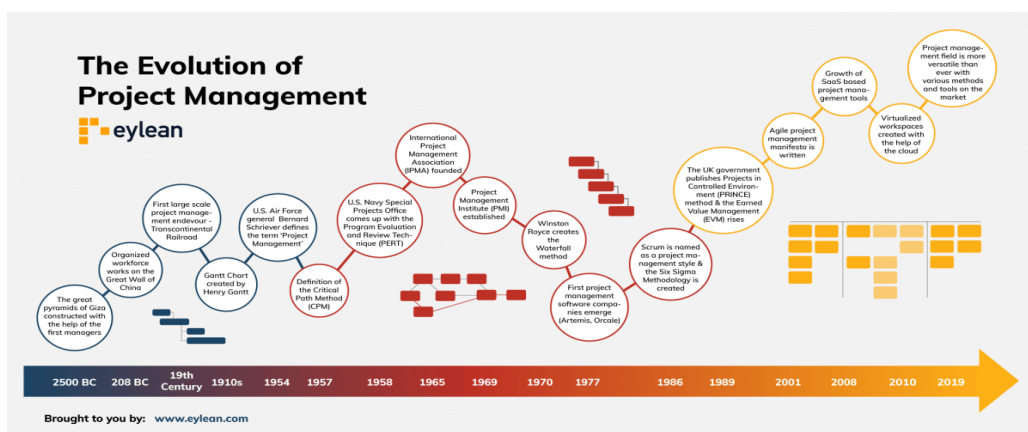 The Evolution of
Project Management
eylean
The great
pyramids of Giza
constructed with
the help of the
first managers
Organized
workforce
works on the
Great Wall of
China
First large scale
project manage-
ment endevour -
Transcontinental
Railroad
Gantt Chart
created by
Henry Gantt
U.S. Air Force
general Bernard
Schriever defines
the term 'Project
Management'
Definition of
the Critical
Path Method
(CPM)
U.S. Navy Special
Projects Office
comes up with the
Program Evaluation
and Review Tech-
nique (PERT)
International
Project
Management
Association
(IPMA) founded
Project
Management
Institute (PMI)
established
Winston
Royce creates
the Waterfall
method
First project
management
software compa-
nies emerge
(Artemis, Orcale)
Scrum is named
as a project ma-
nagement style &
the Six Sigma
Methodology is
created
The UK government
publishes Projects in
Controlled Environ-
ment (PRINCE)
method & the Earned
Value Management
(EVM) rises
Agile project
management
manifesto is
written
Growth of
SaaS based
project mana-
gement tools
Virtualized
workspaces
created with
the help of
the cloud
Project manage-
ment field is more
versatile than
ever with
various methods
and tools on the
market
2500 BC
208 BC
19th
Century
1910s
1954
1957
1958
1965
1969
1970
1977
1986
1989
2001
2008
2010
2019
Brought to you by: www.eylean.com